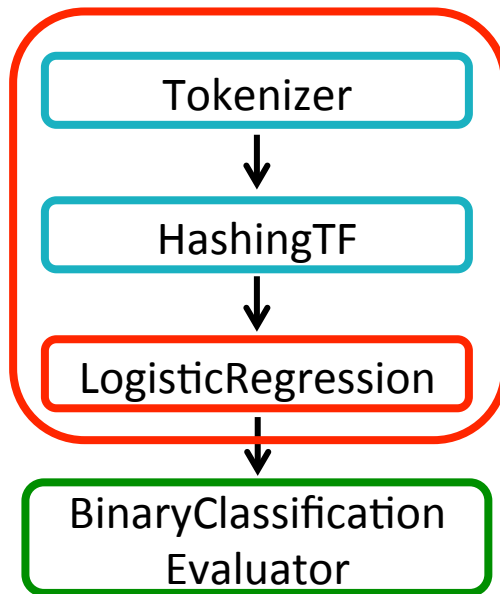 Tokenizer
HashingTF
LogisticRegression
BinaryClassification
Evaluator